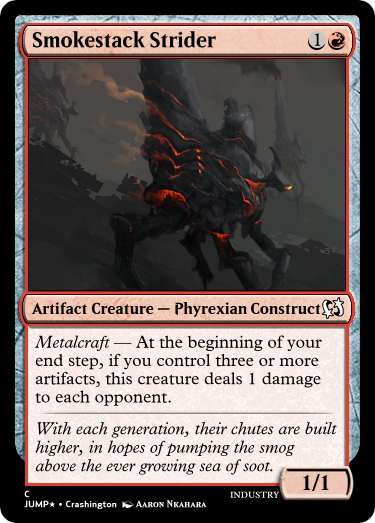 Smokestack Strider 1
Artifact Creature — Phyrexian Construct
Metalcraft — At the beginning of your
end step, if you control three or more
artifacts, this creature deals 1 damage
to each opponent.
With each generation, their chutes are built
higher, in hopes of pumping the smog
above the ever growing sea of soot.
1/1
C INDUSTRY
JUMP★ • Crashington Aaron Nkahara